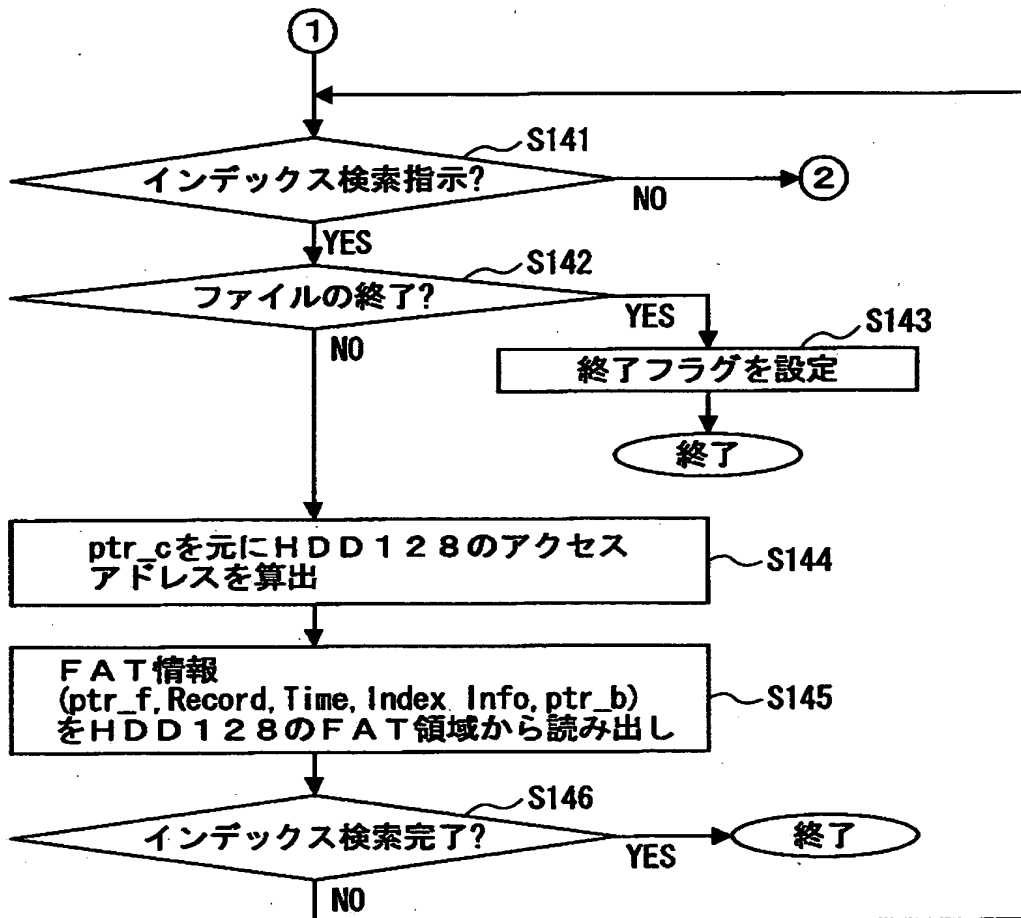 1
S141
インデックス検索指示?
NO
2
YES
S142
ファイルの終了?
YES
NO
S143
終了フラグを設定
終了
ptr_cを元にHDD128のアクセス
アドレスを算出
S144
FAT情報
(ptr_f,Record,Time,Index Info,ptr_b)
をHDD128のFAT領域から読み出し
S145
S146
インデックス検索完了?
YES
終了
NO